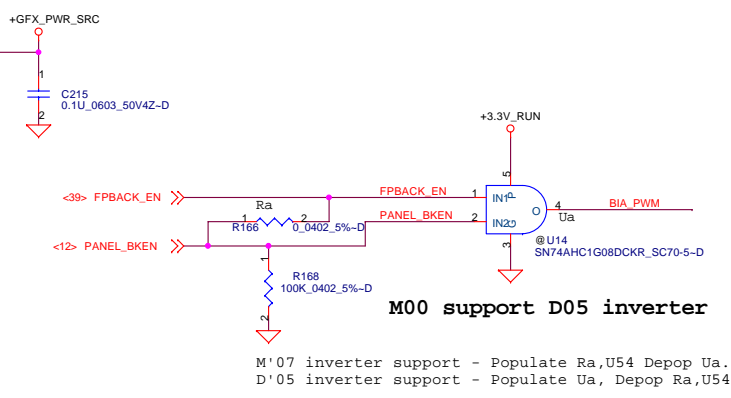 +GFX_PWR_SRC
1
C215
0.1U_0603_50V4Z~D
2
+3.3V_RUN
5
<39> FPBACK_EN
FPBACK_EN
1
IN1
P
Ra
1
2
R166
0_0402_5%~D
O
4
BIA_PWM
Ua
PANEL_BKEN
2
IN2
G
<12> PANEL_BKEN
3
@U14
SN74AHC1G08DCKR_SC70-5~D
1
R168
100K_0402_5%~D
2
M00 support D05 inverter
M'07 inverter support - Populate Ra,U54 Depop Ua.
D'05 inverter support - Populate Ua, Depop Ra,U54